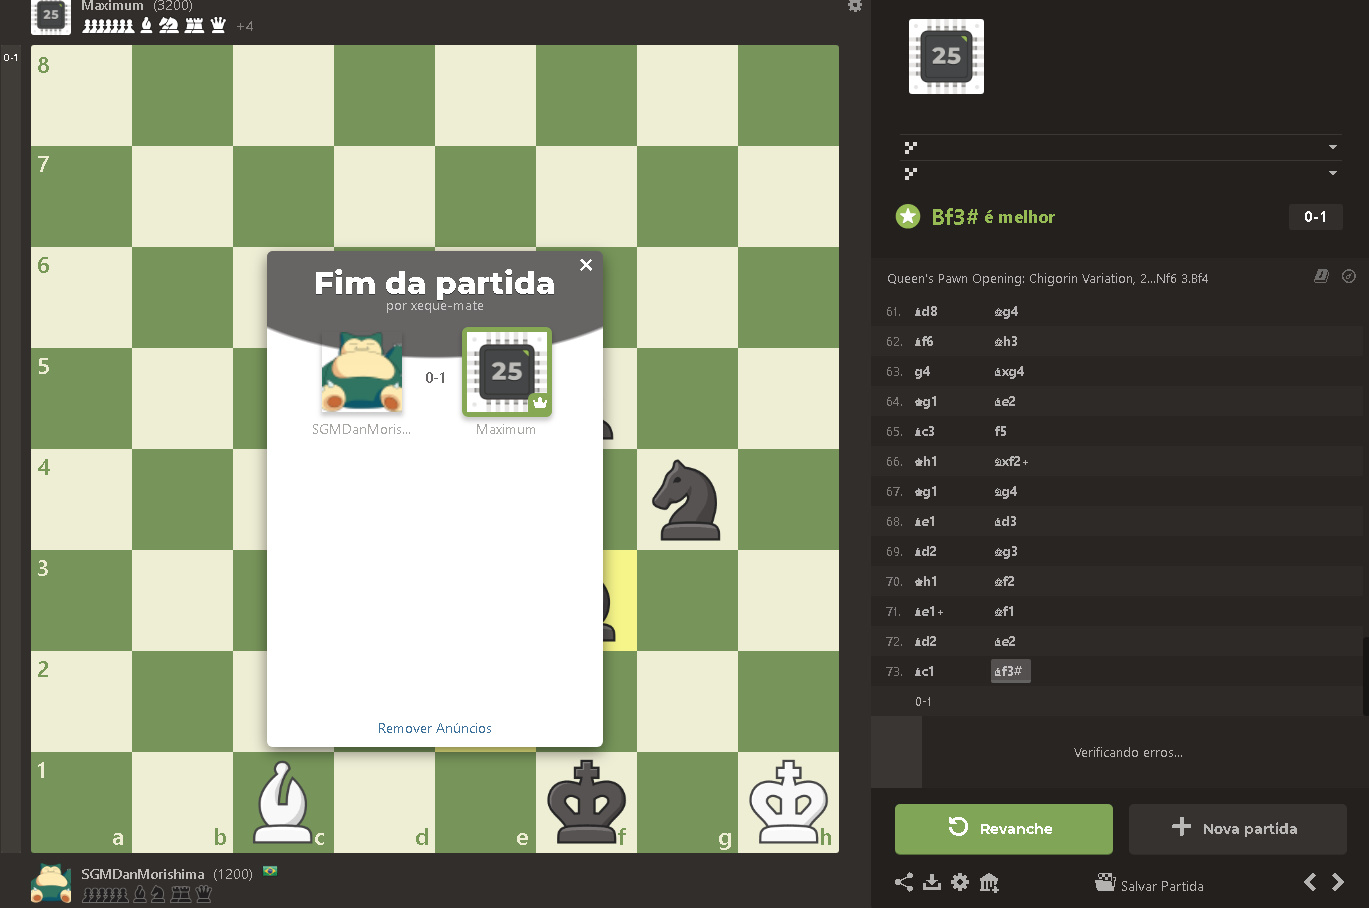 Maximum (3200)
25
+4
0-1
8
7
6
5
4
3
2
1
a b c d e f g h
Fim da partida
por xeque-mate
25
0-1
SGMDanMoris...
Maximum
Remover Anúncios
SGMDanMorishima (1200)
25
Bf3# é melhor
0-1
Queen's Pawn Opening: Chigorin Variation, 2...Nf6 3.Bf4
61. d8 g4
62. f6 h3
63. g4 xg4
64. g1 e2
65. c3 f5
66. h1 xf2+
67. g1 g4
68. e1 d3
69. d2 g3
70. h1 f2
71. e1+ f1
72. d2 e2
73. c1 f3#
0-1
Verificando erros...
Revanche
Nova partida
Salvar Partida